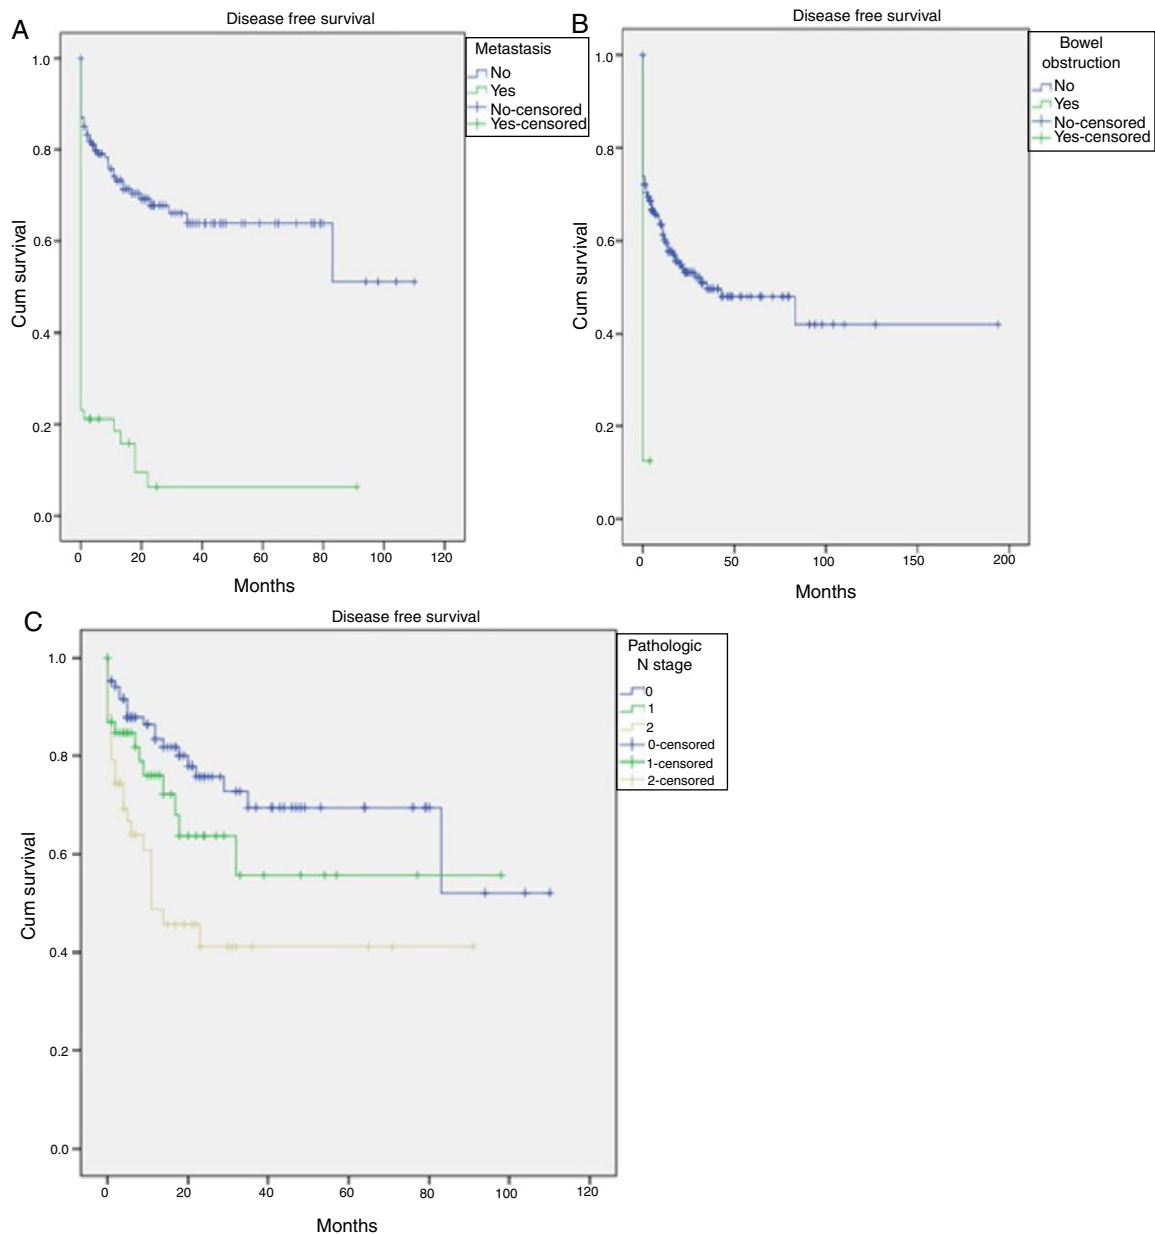 A
Disease free survival
Metastasis
No
Yes
No-censored
Yes-censored
1.0
0.8
0.6
0.4
0.2
0.0
Cum survival
0 20 40 60 80 100 120
Months
B
Disease free survival
Bowel
obstruction
No
Yes
No-censored
Yes-censored
1.0
0.8
0.6
0.4
0.2
0.0
Cum survival
0 50 100 150 200
Months
C
Disease free survival
Pathologic
N stage
0
1
2
0-censored
1-censored
2-censored
1.0
0.8
0.6
0.4
0.2
0.0
Cum survival
0 20 40 60 80 100 120
Months